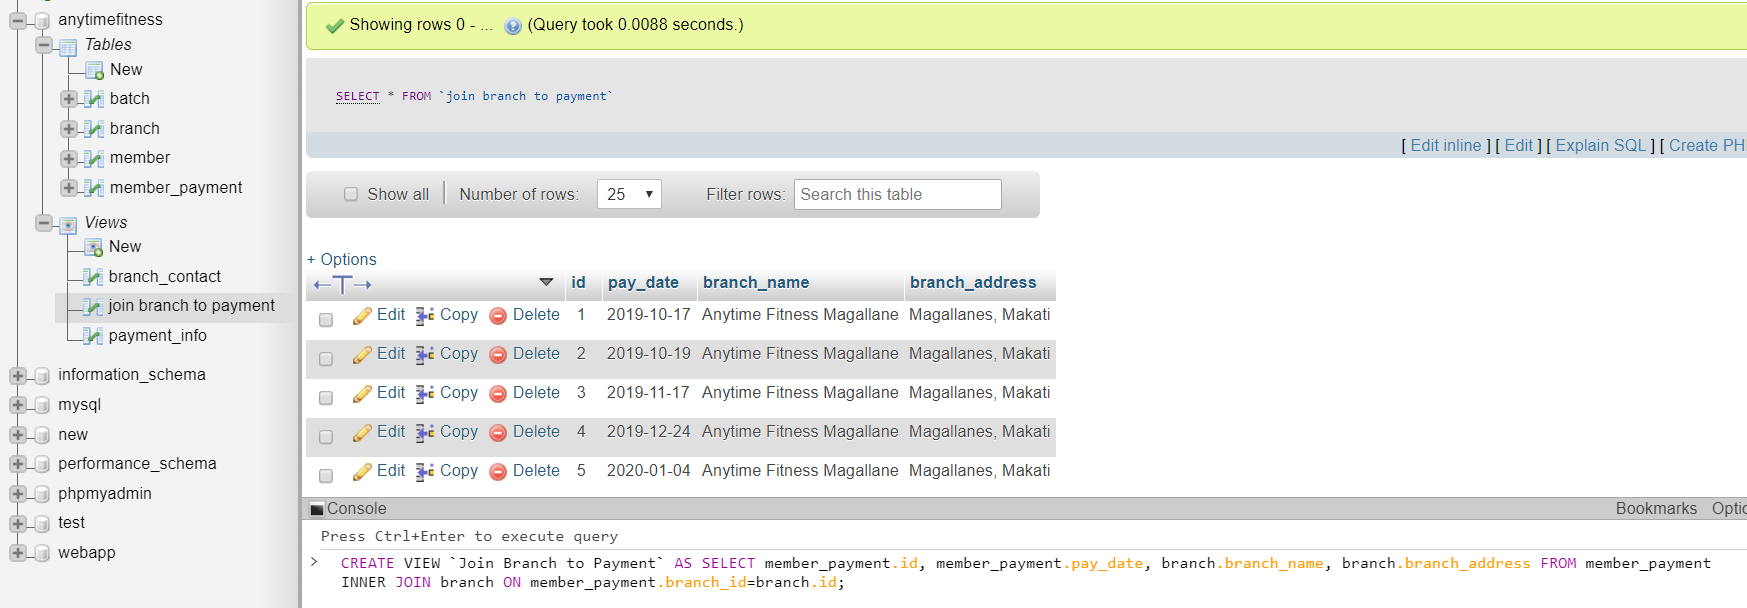 anytimefitness
Tables
New
batch
branch
member
member_payment
Views
New
branch_contact
join branch to payment
payment_info
information_schema
mysql
new
performance_schema
phpmyadmin
test
webapp
Showing rows 0 - ... (Query took 0.0088 seconds.)
SELECT * FROM `join branch to payment`
[ Edit inline ] [ Edit ] [ Explain SQL ] [ Create PH
Show all Number of rows: 25 Filter rows: Search this table
+ Options
id pay_date branch_name branch_address
Edit Copy Delete 1 2019-10-17 Anytime Fitness Magallane Magallanes, Makati
Edit Copy Delete 2 2019-10-19 Anytime Fitness Magallane Magallanes, Makati
Edit Copy Delete 3 2019-11-17 Anytime Fitness Magallane Magallanes, Makati
Edit Copy Delete 4 2019-12-24 Anytime Fitness Magallane Magallanes, Makati
Edit Copy Delete 5 2020-01-04 Anytime Fitness Magallane Magallanes, Makati
Console Bookmarks Optic
Press Ctrl+Enter to execute query
> CREATE VIEW `Join Branch to Payment` AS SELECT member_payment.id, member_payment.pay_date, branch.branch_name, branch.branch_address FROM member_payment
INNER JOIN branch ON member_payment.branch_id=branch.id;